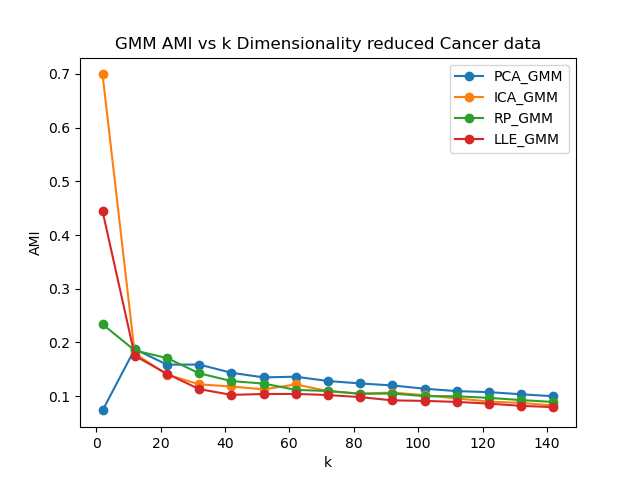 GMM AMI vs k Dimensionality reduced Cancer data
PCA_GMM
ICA_GMM
RP_GMM
LLE_GMM
AMI
0.7
0.6
0.5
0.4
0.3
0.2
0.1
0 20 40 60 80 100 120 140
k